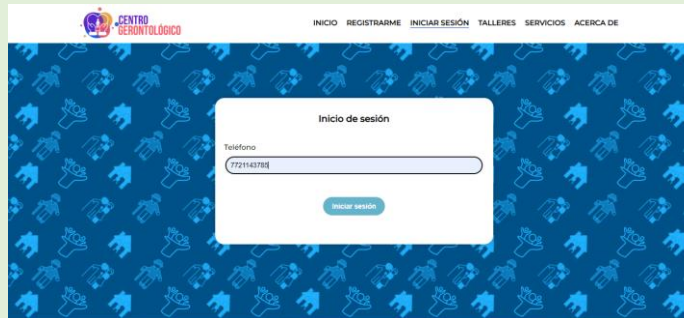 CENTRO
GERONTOLÓGICO
INICIO REGISTRARME INICIAR SESIÓN TALLERES SERVICIOS ACERCA DE
Inicio de sesión
Teléfono
7721143785
Iniciar sesión